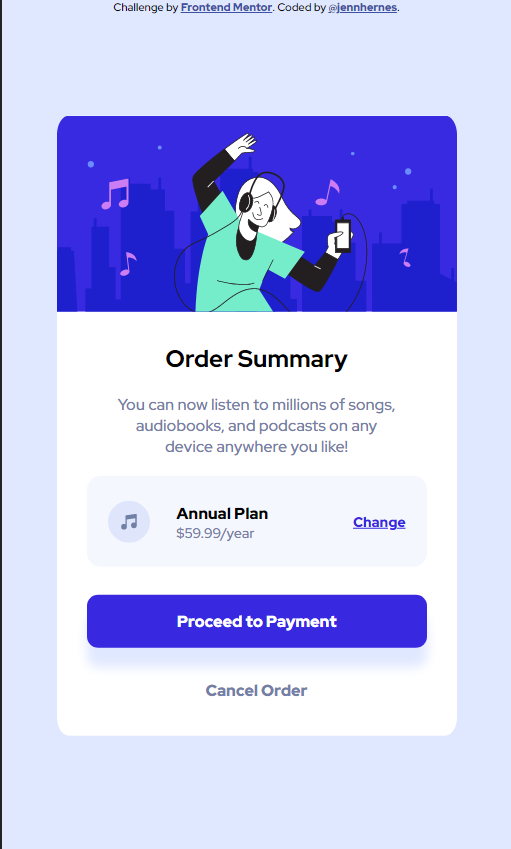 Challenge by Frontend Mentor. Coded by @jennhernes.
Order Summary
You can now listen to millions of songs,
audiobooks, and podcasts on any
device anywhere you like!
Annual Plan
$59.99/year
Change
Proceed to Payment
Cancel Order